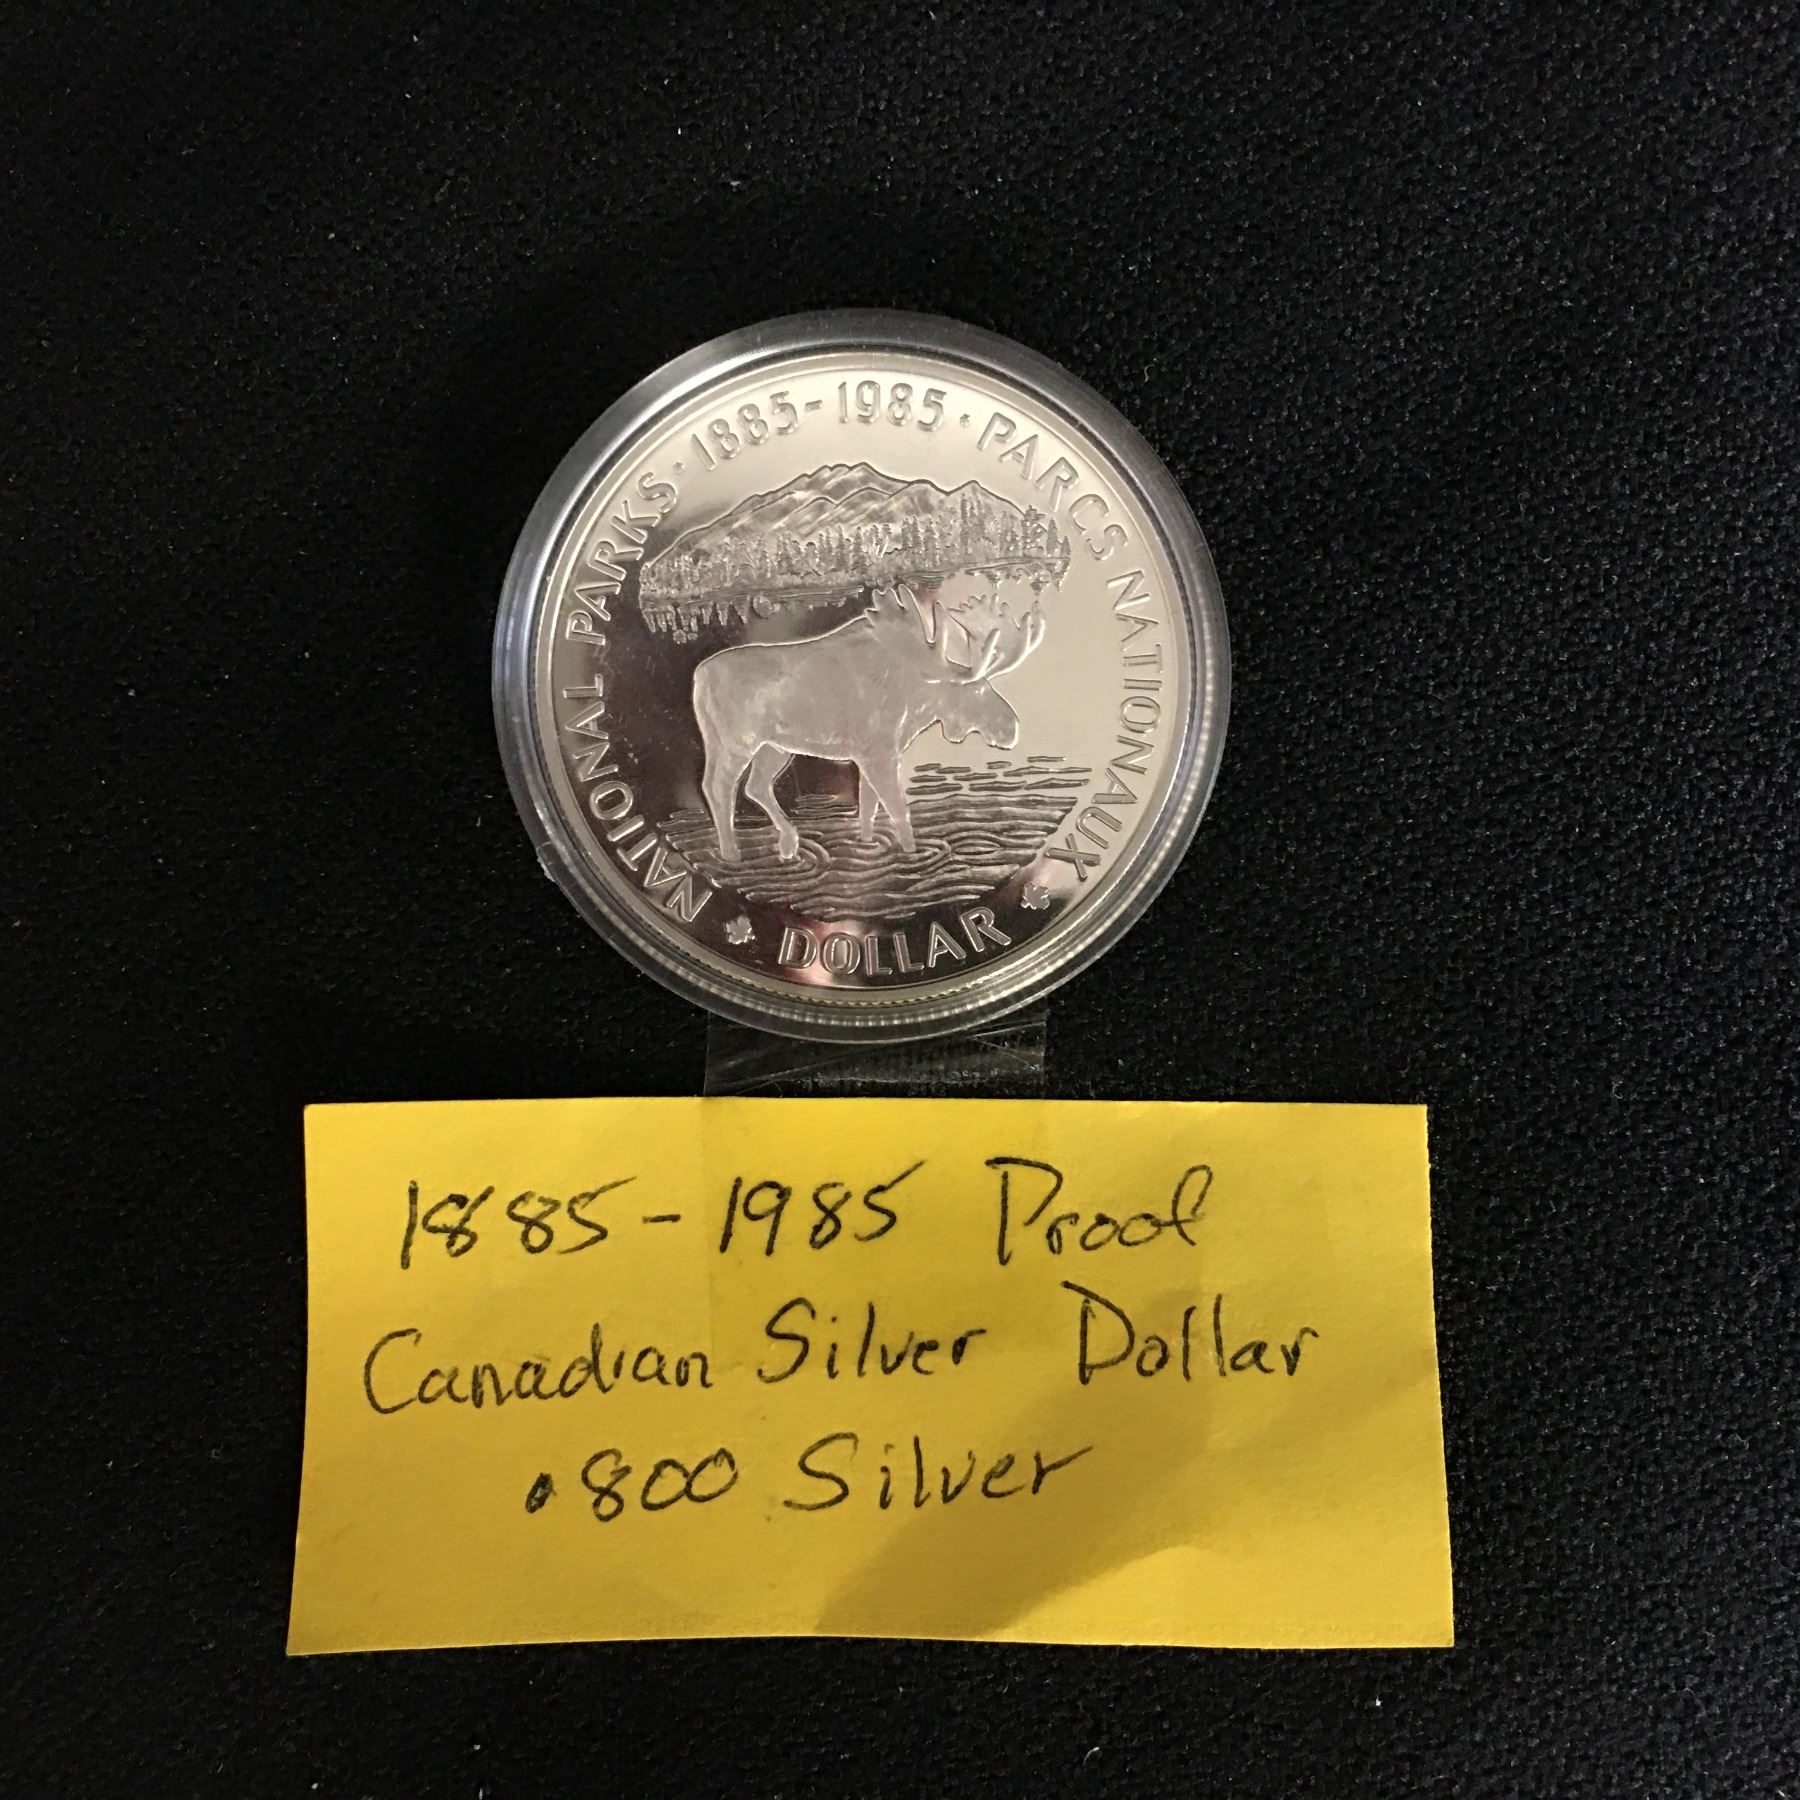 NATIONAL PARKS · 1885-1985 · PARCS NATIONAUX
DOLLAR
1885-1985 Proof
Canadian Silver Dollar
.800 Silver